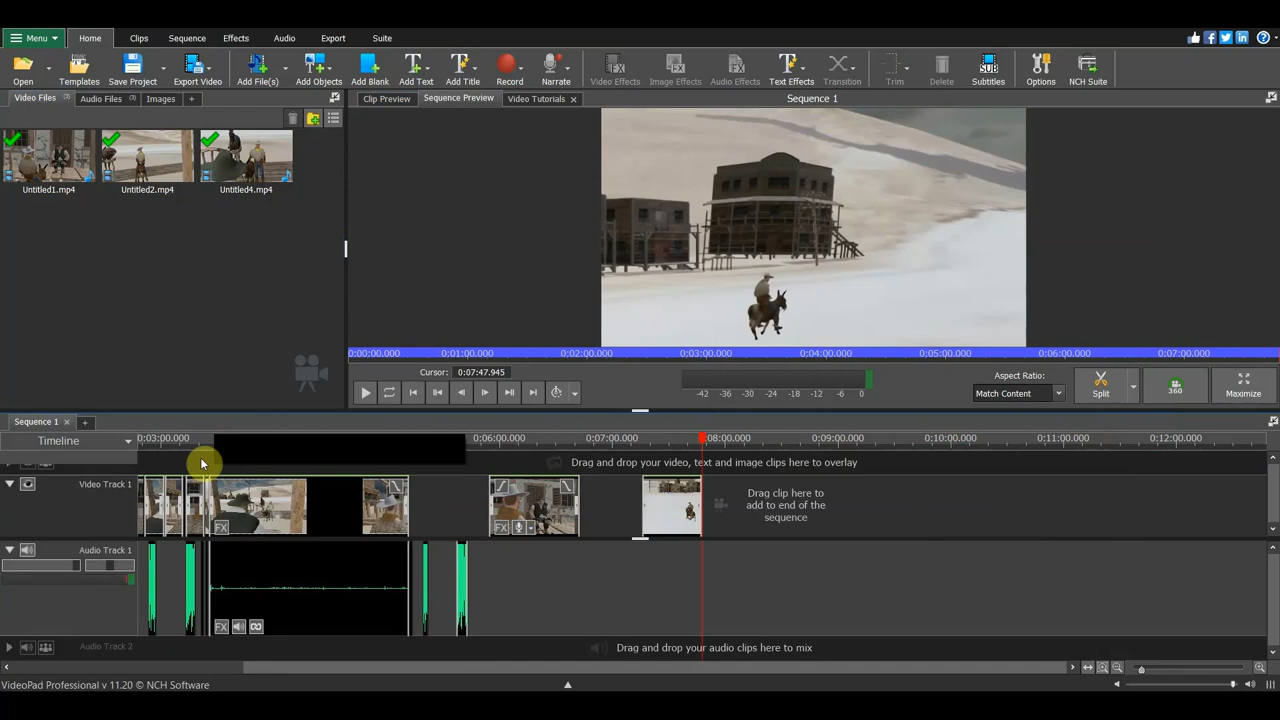 Menu Home Clips Sequence Effects Audio Export Suite
Open Templates Save Project Export Video Add File(s) Add Objects Add Blank Add Text Add Title Record Narrate Video Effects Image Effects Audio Effects Text Effects Transition Trim Delete Subtitles Options NCH Suite
Video Files (3) Audio Files (3) Images +
Clip Preview Sequence Preview Video Tutorials × Sequence 1
Untitled1.mp4 Untitled2.mp4 Untitled4.mp4
0:00:00.000 0:01:00.000 0:02:00.000 0:03:00.000 0:04:00.000 0:05:00.000 0:06:00.000 0:07:00.000
Cursor: 0:07:47.945
-42 -36 -30 -24 -18 -12 -6 0
Aspect Ratio:
Match Content
Split
360
Maximize
Sequence 1 × +
Timeline
0:03:00.000 0:06:00.000 0:07:00.000 0:08:00.000 0:09:00.000 0:10:00.000 0:11:00.000 0:12:00.000
Drag and drop your video, text and image clips here to overlay
Video Track 1
FX FX
Drag clip here to
add to end of the
sequence
Audio Track 1
FX
Audio Track 2
Drag and drop your audio clips here to mix
VideoPad Professional v 11.20 © NCH Software